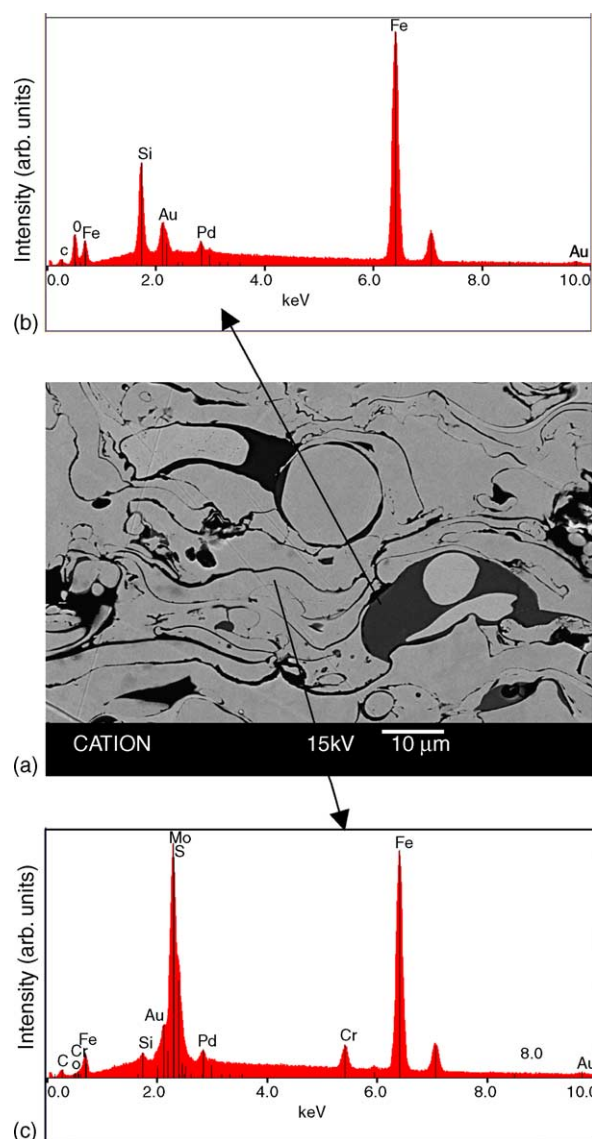 Fe
Si
Au
O Fe
Pd
c
Au
Intensity (arb. units)
0.0 2.0 4.0 6.0 8.0 10.0
keV
(b)
CATION 15kV 10 µm
(a)
Mo
S
Fe
Au
Fe
Cr
Si
Pd
Cr
8.0
C
o
Au
Intensity (arb. units)
0.0 2.0 4.0 6.0 8.0 10.0
keV
(c)